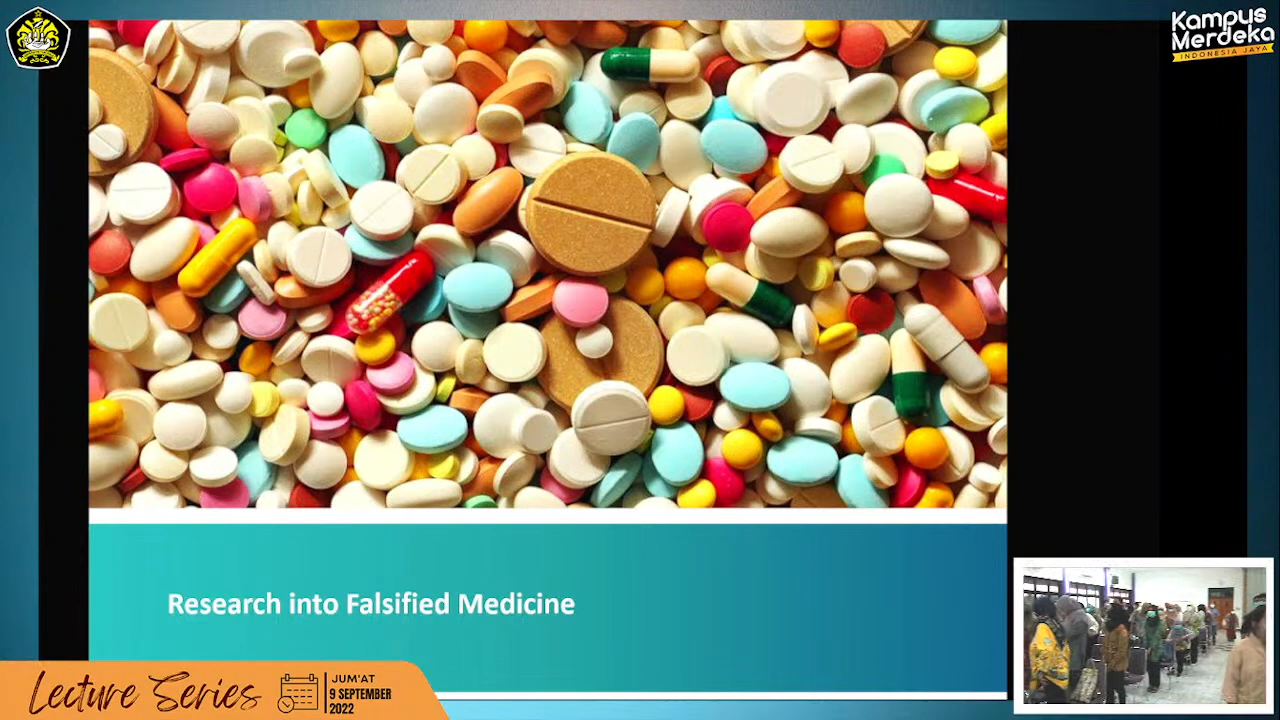 Kampus
Merdeka
INDONESIA JAYA
Research into Falsified Medicine
Lecture Series
JUM'AT
9 SEPTEMBER
2022